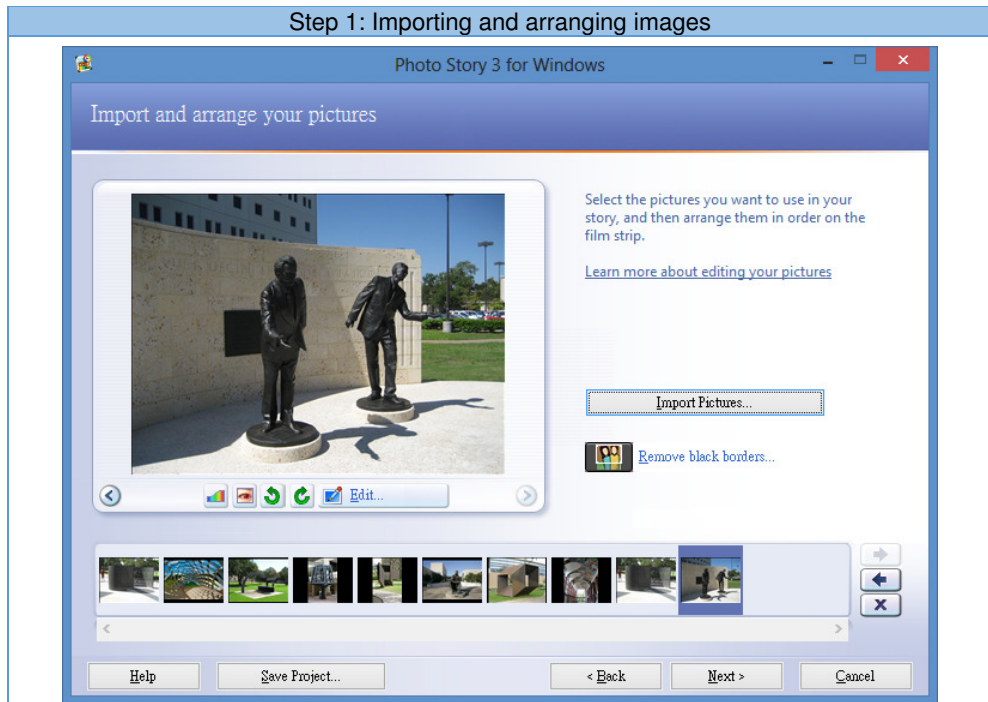 Step 1: Importing and arranging images
Photo Story 3 for Windows
Import and arrange your pictures
Select the pictures you want to use in your
story, and then arrange them in order on the
film strip.
Learn more about editing your pictures
Import Pictures...
Remove black borders...
Edit...
Help
Save Project...
< Back
Next >
Cancel